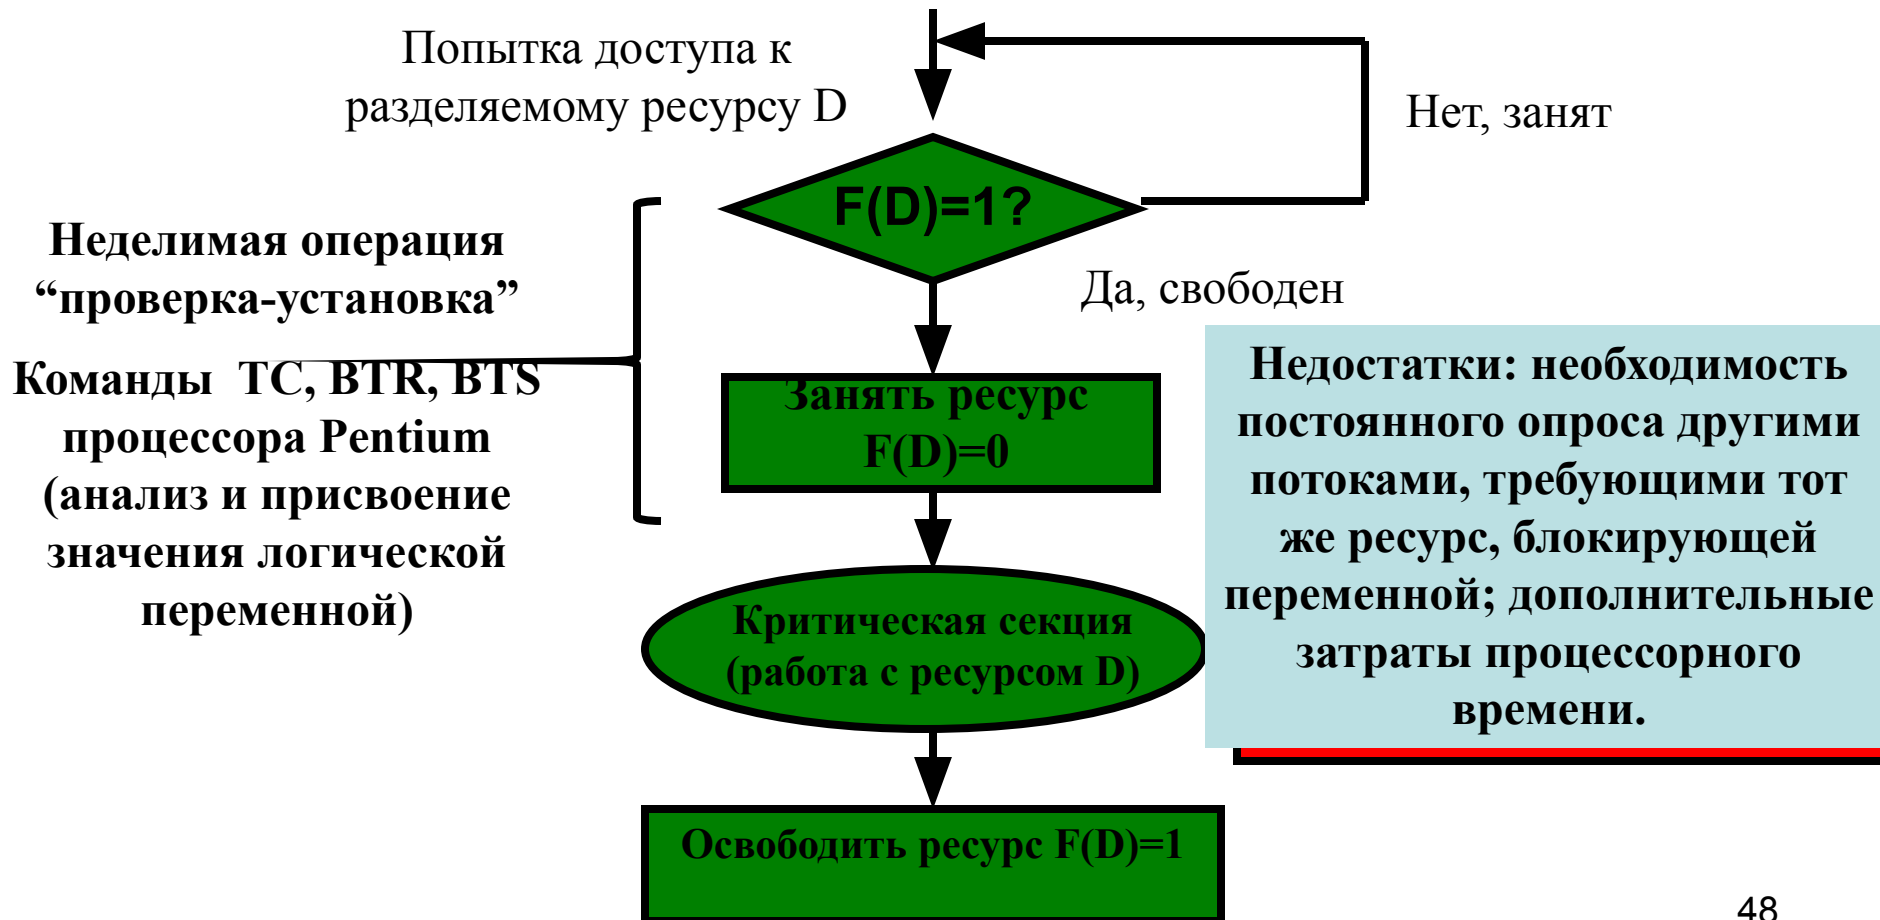 Попытка доступа к
разделяемому ресурсу D
Нет, занят
F(D)=1?
Неделимая операция
“проверка-установка”
Да, свободен
Команды ТС, BTR, BTS
процессора Pentium
(анализ и присвоение
значения логической
переменной)
Занять ресурс
F(D)=0
Недостатки: необходимость
постоянного опроса другими
потоками, требующими тот
же ресурс, блокирующей
переменной; дополнительные
затраты процессорного
времени.
Критическая секция
(работа с ресурсом D)
Освободить ресурс F(D)=1
48